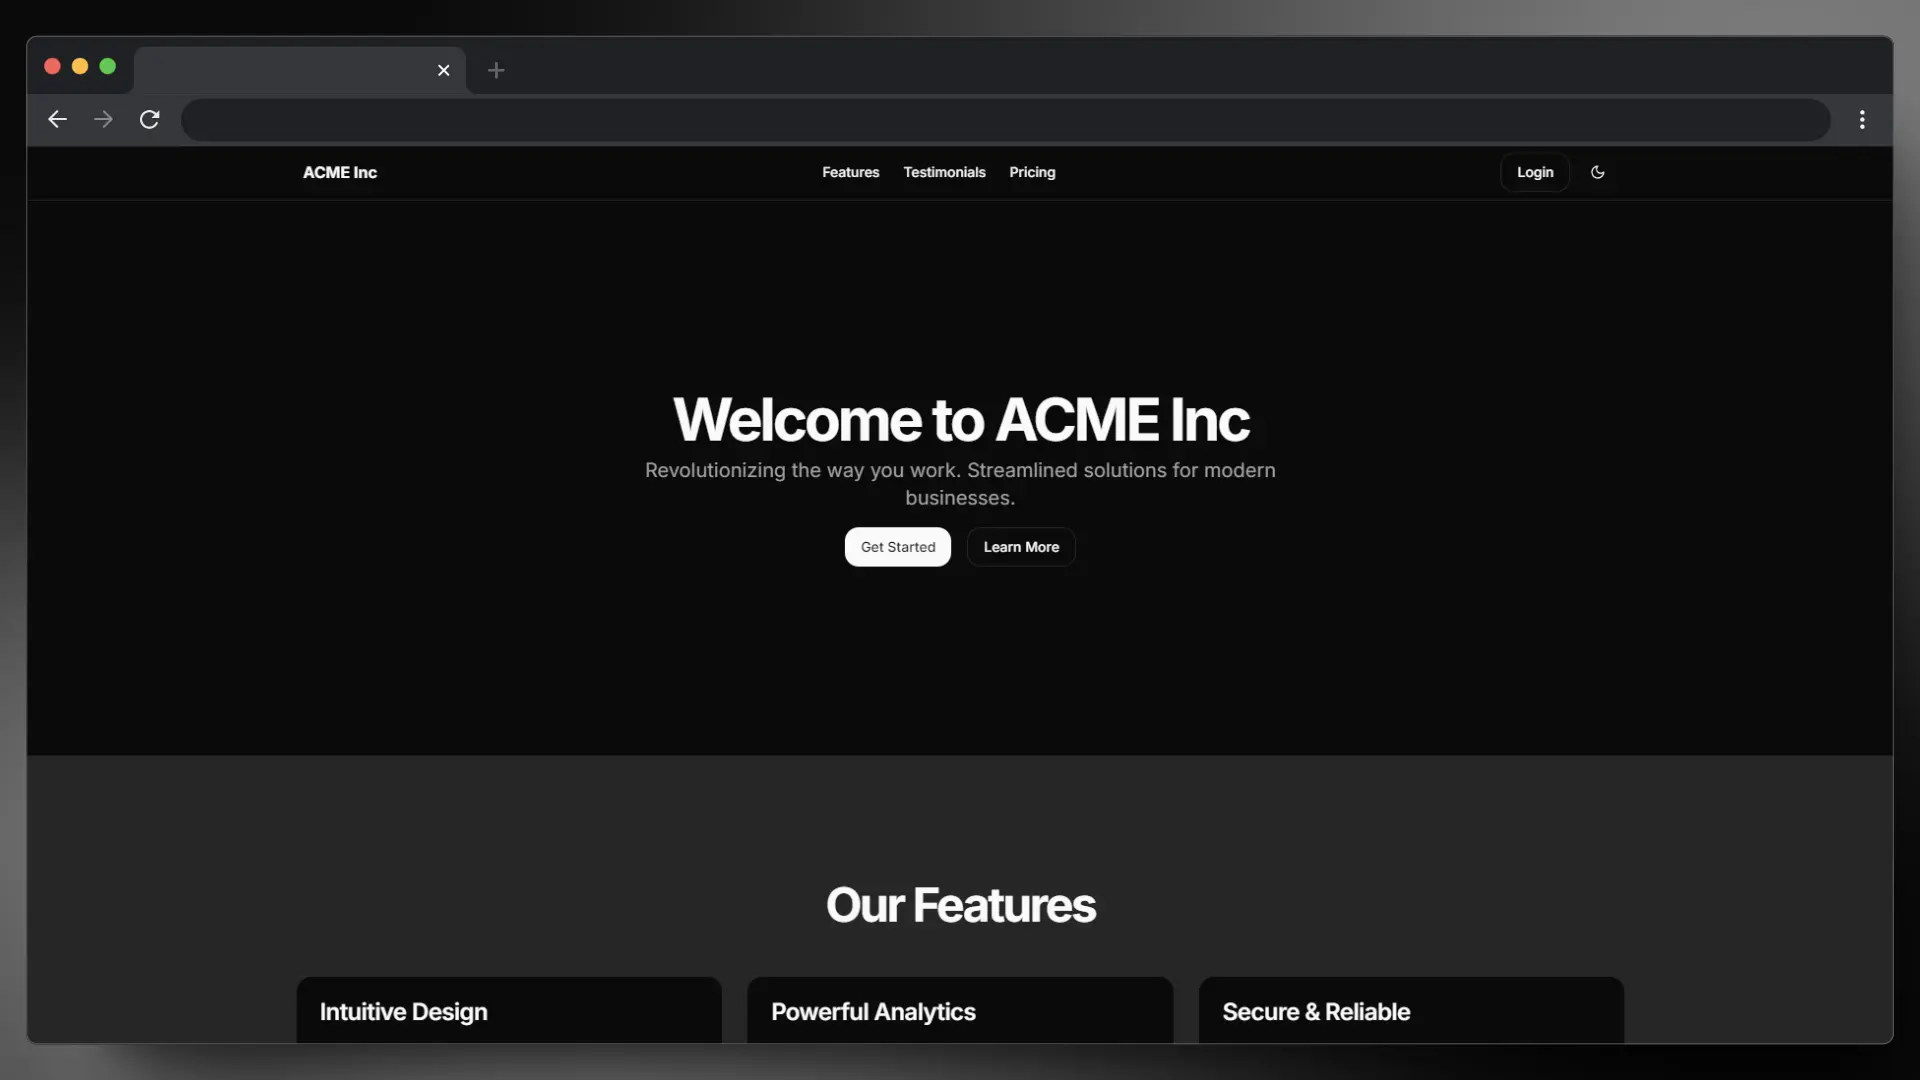 ACME Inc
Features
Testimonials
Pricing
Login
Welcome to ACME Inc
Revolutionizing the way you work. Streamlined solutions for modern
businesses.
Get Started
Learn More
Our Features
Intuitive Design
Powerful Analytics
Secure & Reliable